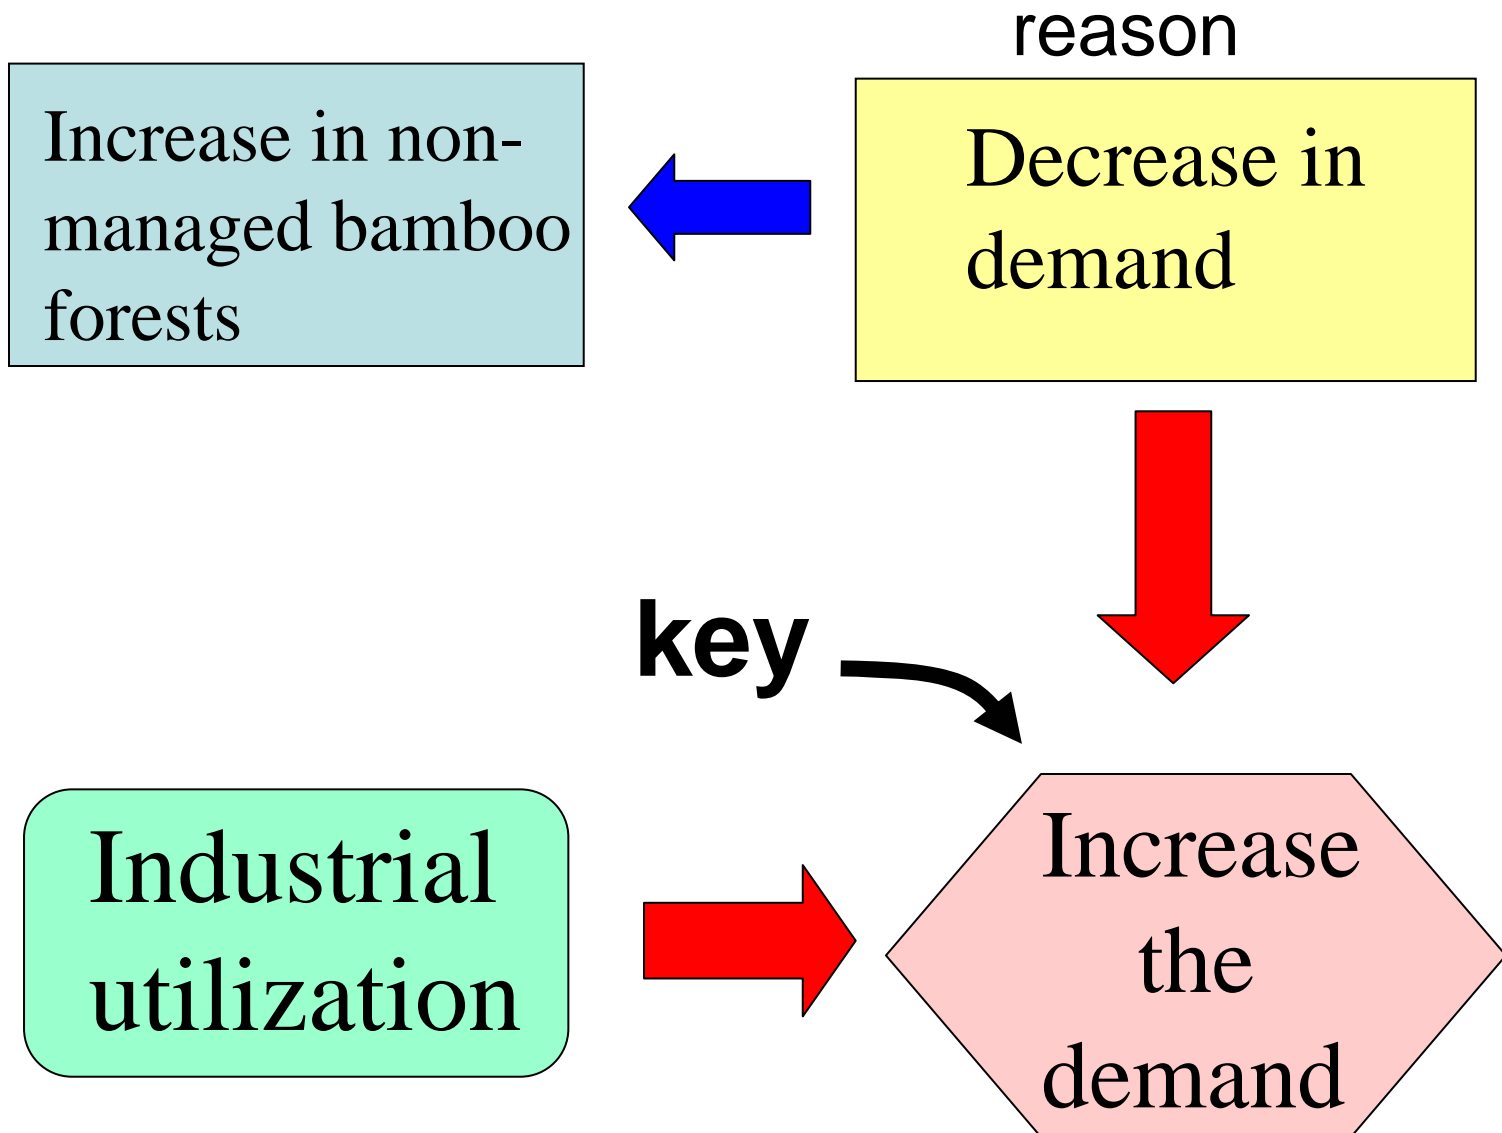 reason
Increase in non-
managed bamboo
forests
Decrease in
demand
key
Industrial
utilization
Increase
the
demand